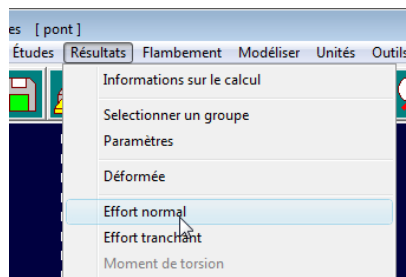 es [ pont ]
Études Résultats Flambement Modéliser Unités Outils
Informations sur le calcul
Selectionner un groupe
Paramètres
Déformée
Effort normal
Effort tranchant
Moment de torsion